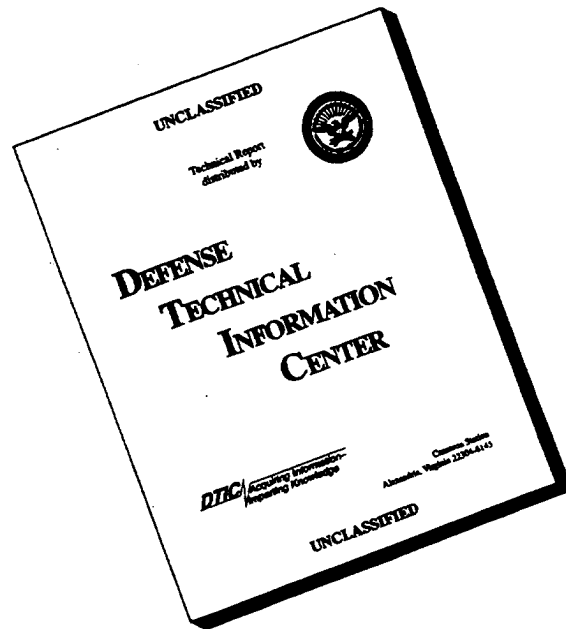 UNCLASSIFIED
Technical Report
distributed by
DEFENSE
TECHNICAL
INFORMATION
CENTER
DTIC
Acquiring Information-
Imparting Knowledge
Cameron Station
Alexandria, Virginia 22304-6145
UNCLASSIFIED